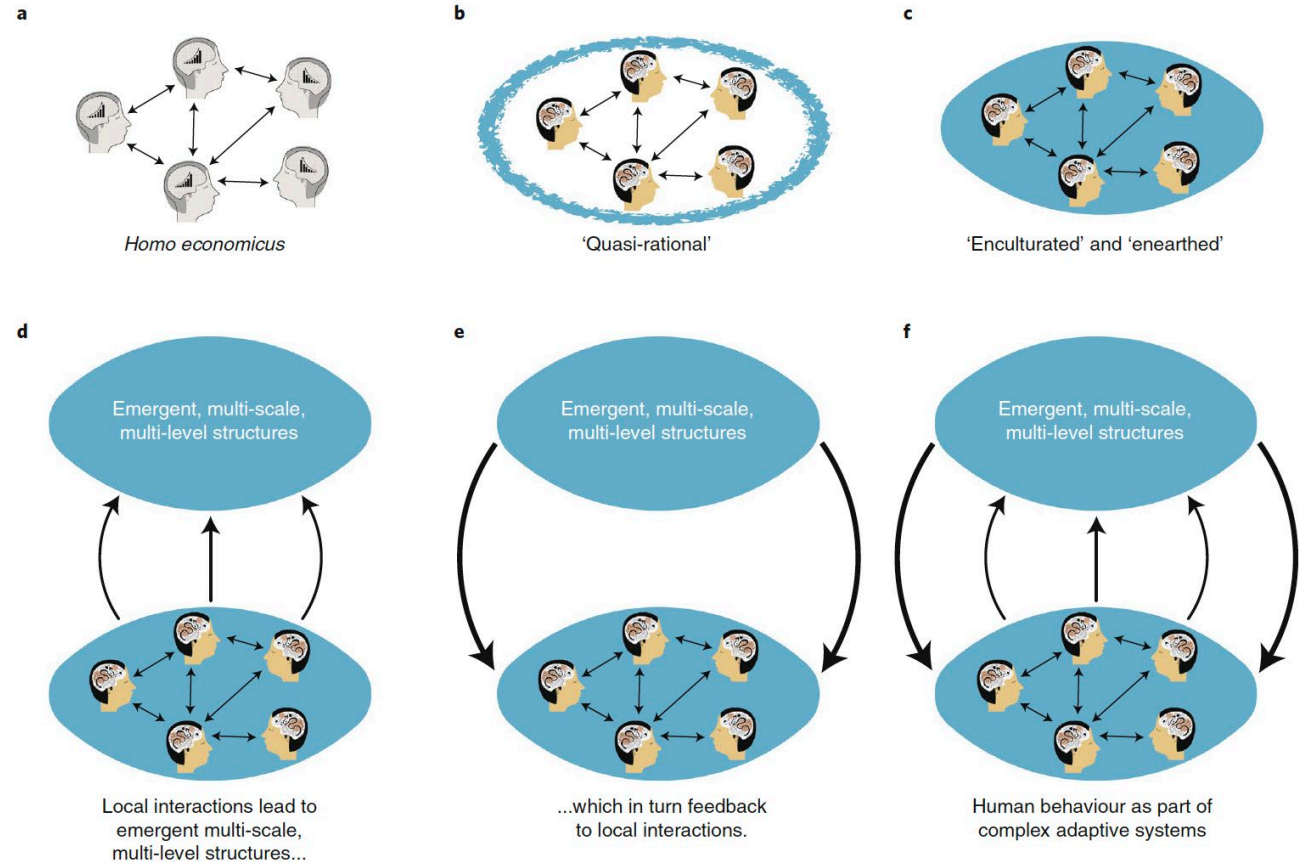 a
b
c
Homo economicus
‘Quasi-rational’
‘Enculturated’ and ‘enearthed’
d
e
f
Emergent, multi-scale,
multi-level structures
Emergent, multi-scale,
multi-level structures
Emergent, multi-scale,
multi-level structures
Local interactions lead to
emergent multi-scale,
multi-level structures...
...which in turn feedback
to local interactions.
Human behaviour as part of
complex adaptive systems